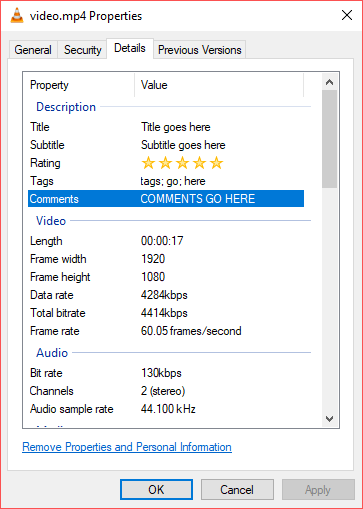 video.mp4 Properties
General Security Details Previous Versions
Property Value
Description
Title Title goes here
Subtitle Subtitle goes here
Rating
Tags tags; go; here
Comments COMMENTS GO HERE
Video
Length 00:00:17
Frame width 1920
Frame height 1080
Data rate 4284kbps
Total bitrate 4414kbps
Frame rate 60.05 frames/second
Audio
Bit rate 130kbps
Channels 2 (stereo)
Audio sample rate 44.100 kHz
Remove Properties and Personal Information
OK Cancel Apply